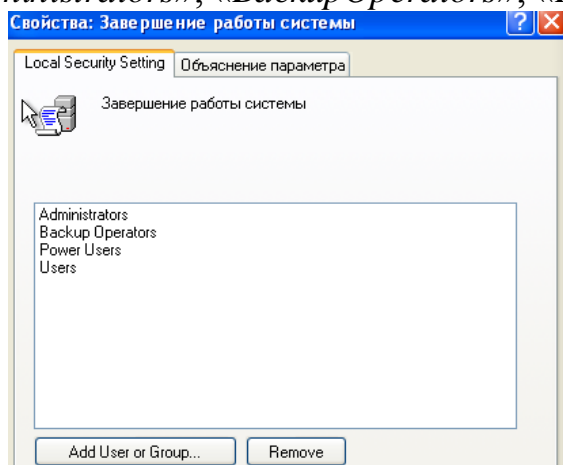 «BackupOperators»,
Свойства: Завершение работы системы
Local Security Setting
Объяснение параметра
Завершение работы системы
Administrators
Backup Operators
Power Users
Users
Add User or Group...
Remove